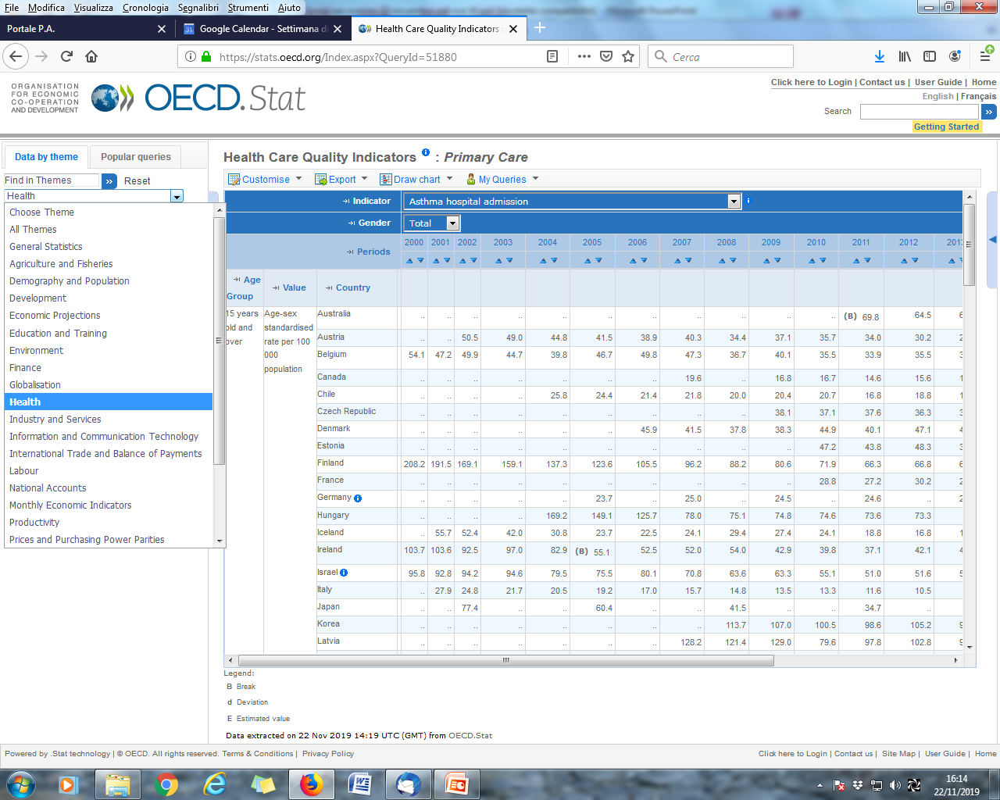 File Modifica Visualizza Cronologia Segnalibri Strumenti Aiuto
Portale P.A. Google Calendar - Settimana d Health Care Quality Indicators :
https://stats.oecd.org/Index.aspx?QueryId=51880 Cerca
ORGANISATION
FOR ECONOMIC
CO-OPERATION
AND DEVELOPMENT
OECD.Stat
Click here to Login | Contact us | User Guide | Home
English | Français
Search »
Getting Started
Data by theme Popular queries
Find in Themes » Reset
Health
Choose Theme
All Themes
General Statistics
Agriculture and Fisheries
Demography and Population
Development
Economic Projections
Education and Training
Environment
Finance
Globalisation
Health
Industry and Services
Information and Communication Technology
International Trade and Balance of Payments
Labour
National Accounts
Monthly Economic Indicators
Productivity
Prices and Purchasing Power Parities
Health Care Quality Indicators i : Primary Care
Customise Export Draw chart My Queries
Indicator Asthma hospital admission i
Gender Total
Periods 2000 2001 2002 2003 2004 2005 2006 2007 2008 2009 2010 2011 2012 201
Age Group Value Country
15 years old and over
Age-sex standardised rate per 100 000 population
Australia .. .. .. .. .. .. .. .. .. .. .. (B) 69.8 64.5 6
Austria .. .. 50.5 49.0 44.8 41.5 38.9 40.3 34.4 37.1 35.7 34.0 30.2 2
Belgium 54.1 47.2 49.9 44.7 39.8 46.7 49.8 47.3 36.7 40.1 35.5 33.9 35.5 3
Canada .. .. .. .. .. .. .. 19.6 .. 16.8 16.7 14.6 15.6 1
Chile .. .. .. .. 25.8 24.4 21.4 21.8 20.0 20.4 20.7 16.8 18.8 1
Czech Republic .. .. .. .. .. .. .. .. .. 38.1 37.1 37.6 36.3 3
Denmark .. .. .. .. .. .. 45.9 41.5 37.8 38.3 44.9 40.1 47.1 4
Estonia .. .. .. .. .. .. .. .. .. .. 47.2 43.8 48.3 3
Finland 208.2 191.5 169.1 159.1 137.3 123.6 105.5 96.2 88.2 80.6 71.9 66.3 66.8 6
France .. .. .. .. .. .. .. .. .. .. 28.8 27.2 30.2 2
Germany i .. .. .. .. .. 23.7 .. 25.0 .. 24.5 .. 24.6 .. 2
Hungary .. .. .. .. 169.2 149.1 125.7 78.0 75.1 74.8 74.6 73.6 73.3
Iceland .. 55.7 52.4 42.0 30.8 23.7 22.5 24.1 29.4 27.4 24.1 18.8 16.8 1
Ireland 103.7 103.6 92.5 97.0 82.9 (B) 55.1 52.5 52.0 54.0 42.9 39.8 37.1 42.1 4
Israel i 95.8 92.8 94.2 94.6 79.5 75.5 80.1 70.8 63.6 63.3 55.1 51.0 51.6 5
Italy .. 27.9 24.8 21.7 20.5 19.2 17.0 15.7 14.8 13.5 13.3 11.6 10.5
Japan .. .. 77.4 .. .. 60.4 .. .. 41.5 .. .. 34.7 ..
Korea .. .. .. .. .. .. .. .. 113.7 107.0 100.5 98.6 105.2 9
Latvia .. .. .. .. .. .. .. 128.2 121.4 129.0 79.6 97.8 102.8 9
Legend:
B Break
d Deviation
E Estimated value
Data extracted on 22 Nov 2019 14:19 UTC (GMT) from OECD.Stat
Powered by .Stat technology | © OECD. All rights reserved. Terms & Conditions | Privacy Policy
Click here to Login | Contact us | Site Map | User Guide | Home
16:14
22/11/2019